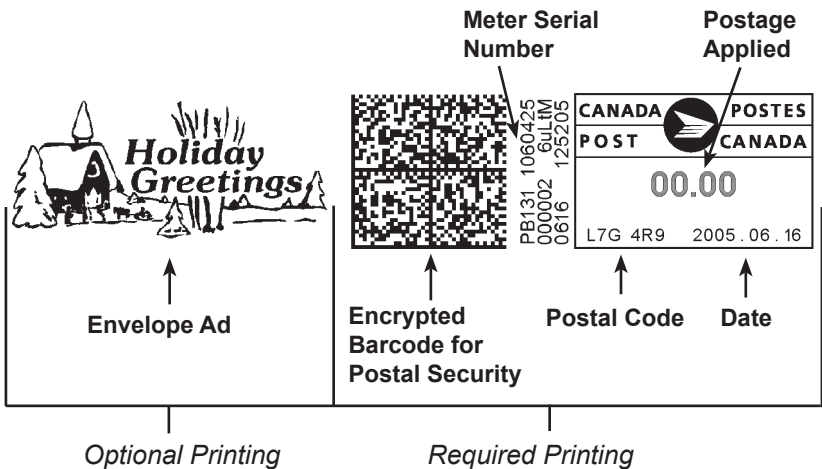 Meter Serial
Number
Postage
Applied
Holiday
Greetings
PB131 1060425
000002 6uLtM
0616 125205
CANADA POSTES
POST CANADA
00.00
L7G 4R9 2005.06.16
Envelope Ad
Encrypted
Barcode for
Postal Security
Postal Code
Date
Optional Printing
Required Printing